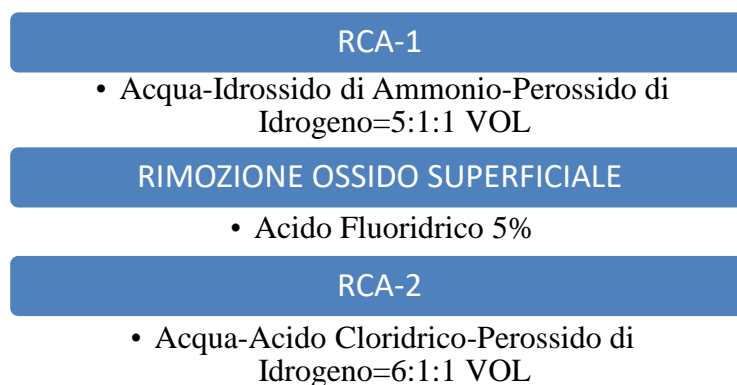 RCA-1
• Acqua-Idrossido di Ammonio-Perossido di
Idrogeno=5:1:1 VOL
RIMOZIONE OSSIDO SUPERFICIALE
• Acido Fluoridrico 5%
RCA-2
• Acqua-Acido Cloridrico-Perossido di
Idrogeno=6:1:1 VOL